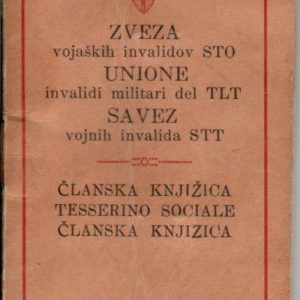 ZVEZA
vojaških invalidov STO
UNIONE
invalidi militari del TLT
SAVEZ
vojnih invalida STT
ČLANSKA KNJIŽICA
TESSERINO SOCIALE
ČLANSKA KNJIZICA